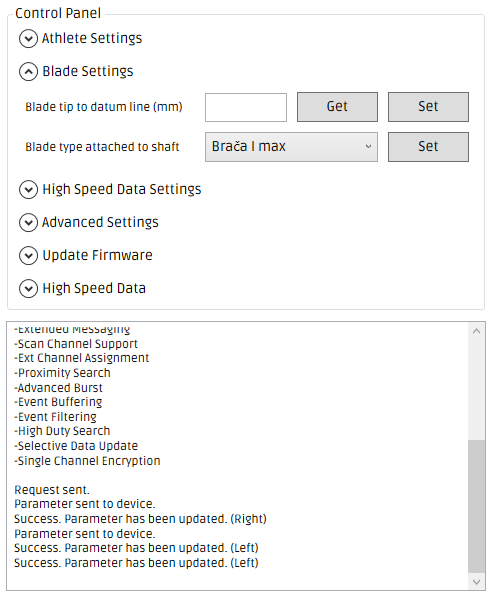 Control Panel
Athlete Settings
Blade Settings
Blade tip to datum line (mm)
Get
Set
Blade type attached to shaft
Brača I max
Set
High Speed Data Settings
Advanced Settings
Update Firmware
High Speed Data
-Extended Messaging
-Scan Channel Support
-Ext Channel Assignment
-Proximity Search
-Advanced Burst
-Event Buffering
-Event Filtering
-High Duty Search
-Selective Data Update
-Single Channel Encryption
Request sent.
Parameter sent to device.
Success. Parameter has been updated. (Right)
Parameter sent to device.
Success. Parameter has been updated. (Left)
Success. Parameter has been updated. (Left)